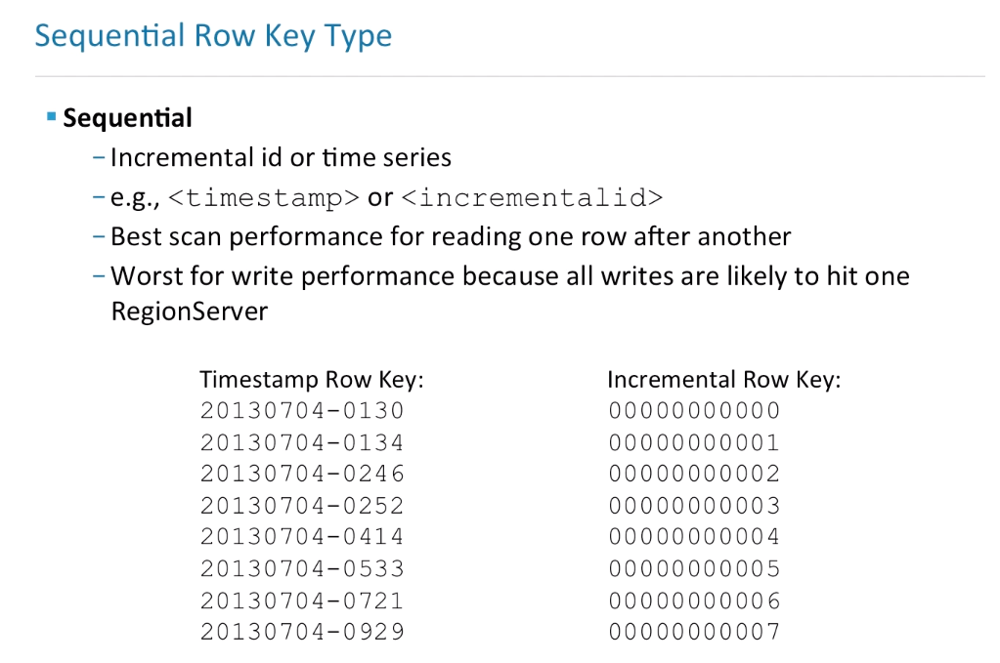 Sequential Row Key Type
▪ Sequential
– Incremental id or time series
– e.g., <timestamp> or <incrementalid>
– Best scan performance for reading one row after another
– Worst for write performance because all writes are likely to hit one
RegionServer
Timestamp Row Key:
20130704-0130
20130704-0134
20130704-0246
20130704-0252
20130704-0414
20130704-0533
20130704-0721
20130704-0929
Incremental Row Key:
00000000000
00000000001
00000000002
00000000003
00000000004
00000000005
00000000006
00000000007